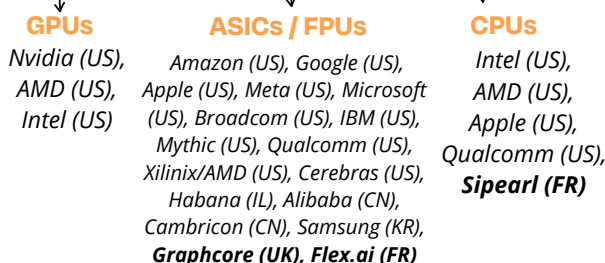 GPUs
Nvidia (US),
AMD (US),
Intel (US)
ASICs / FPUs
Amazon (US), Google (US),
Apple (US), Meta (US), Microsoft
(US), Broadcom (US), IBM (US),
Mythic (US), Qualcomm (US),
Xilinix/AMD (US), Cerebras (US),
Habana (IL), Alibaba (CN),
Cambricon (CN), Samsung (KR),
Graphcore (UK), Flex.ai (FR)
CPUs
Intel (US),
AMD (US),
Apple (US),
Qualcomm (US),
Sipearl (FR)